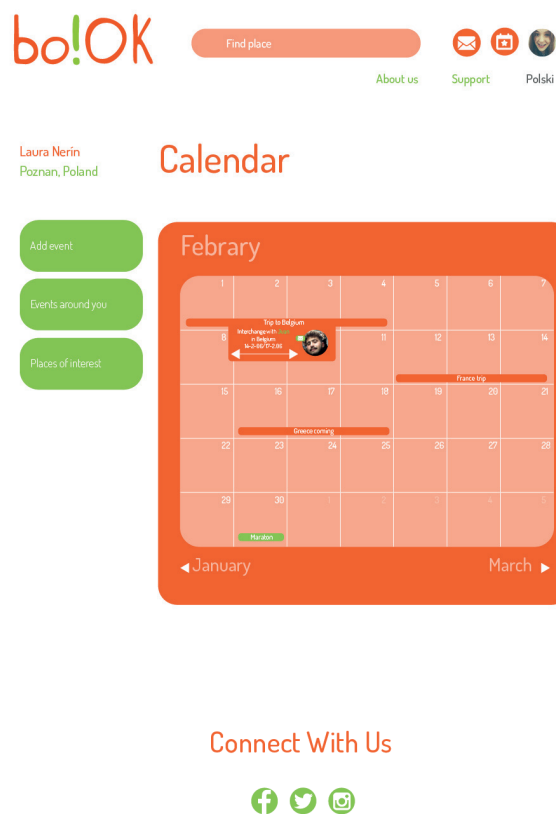 bo!OK
Find place
About us
Support
Polski
Laura Nerín
Poznan, Poland
Calendar
Add event
Events around you
Places of interest
Febrary
1 2 3 4 5 6 7
Trip to Belgium
Interchange with
in Belgium
8 11 12 13 14
France trip
15 16 17 18 19 20 21
Greece coming
22 23 24 25 26 27 28
29 30 1 2 3 4 5
Maraton
January
March
Connect With Us